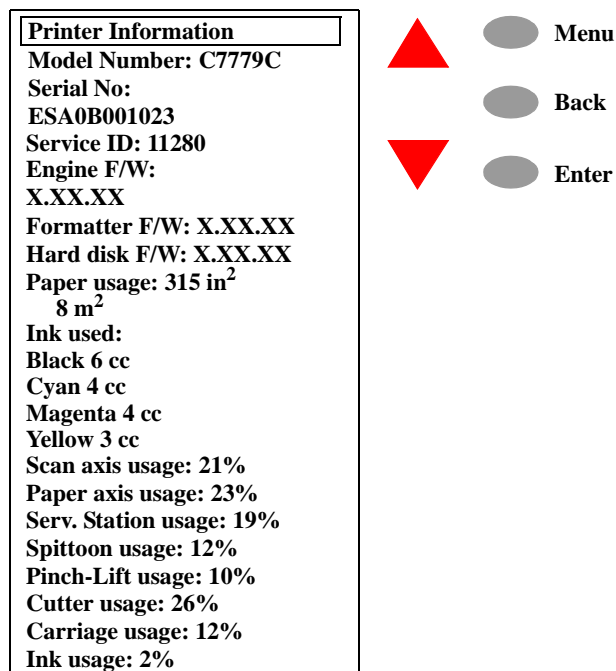 Printer Information
Model Number: C7779C
Serial No:
ESA0B001023
Service ID: 11280
Engine F/W:
X.XX.XX
Formatter F/W: X.XX.XX
Hard disk F/W: X.XX.XX
Paper usage: 315 in²
8 m²
Ink used:
Black 6 cc
Cyan 4 cc
Magenta 4 cc
Yellow 3 cc
Scan axis usage: 21%
Paper axis usage: 23%
Serv. Station usage: 19%
Spittoon usage: 12%
Pinch-Lift usage: 10%
Cutter usage: 26%
Carriage usage: 12%
Ink usage: 2%
Menu
Back
Enter